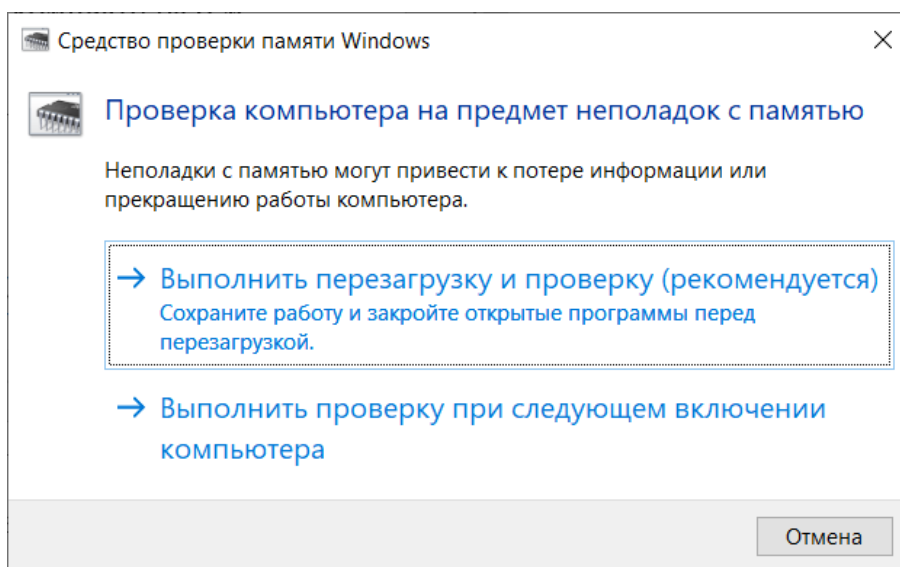 Средство проверки памяти Windows
Проверка компьютера на предмет неполадок с памятью
Неполадки с памятью могут привести к потере информации или
прекращению работы компьютера.
Выполнить перезагрузку и проверку (рекомендуется)
Сохраните работу и закройте открытые программы перед
перезагрузкой.
Выполнить проверку при следующем включении
компьютера
Отмена